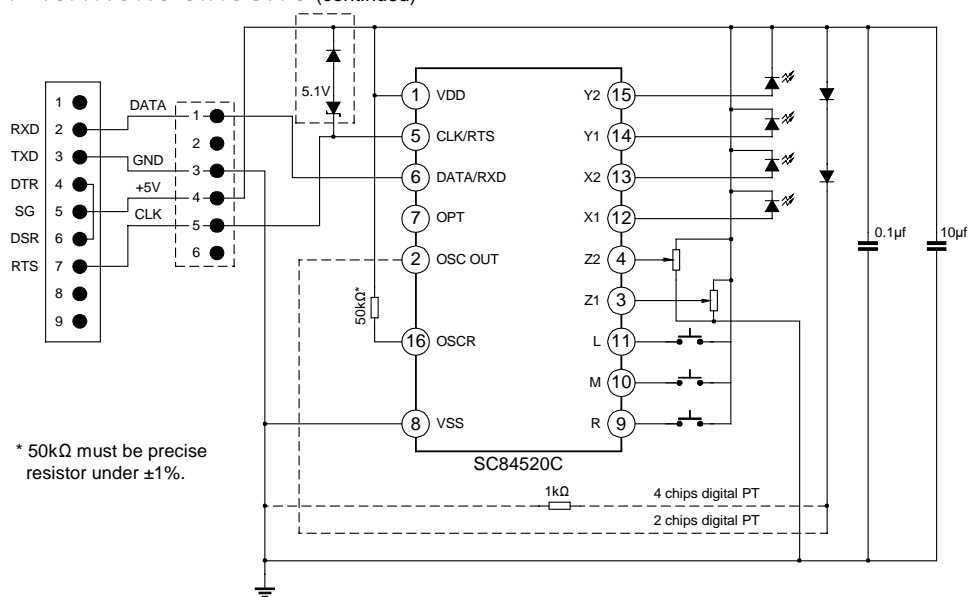 (continued)
1
RXD 2
TXD 3
DTR 4
SG 5
DSR 6
RTS 7
8
9
DATA
GND
+5V
CLK
1
2
3
4
5
6
5.1V
50kΩ*
1 VDD
5 CLK/RTS
6 DATA/RXD
7 OPT
2 OSC OUT
16 OSCR
8 VSS
Y2 15
Y1 14
X2 13
X1 12
Z2 4
Z1 3
L 11
M 10
R 9
SC84520C
0.1µf
10µf
* 50kΩ must be precise
resistor under ±1%.
1kΩ
4 chips digital PT
2 chips digital PT